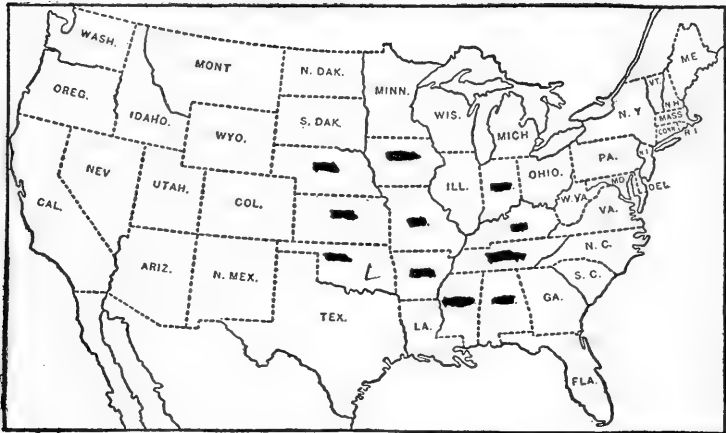 WASH.
MONT
N. DAK.
MINN.
ME
VT.
N H
OREG.
IDAHO.
WYO.
S. DAK.
WIS.
MICH
N. Y
MASS
CONN
R I
NEV
UTAH.
COL.
ILL.
OHIO.
PA.
N.J.
MD.
DEL.
W.VA.
VA.
CAL.
ARIZ.
N. MEX.
N. C.
S. C.
TEX.
LA.
GA.
FLA.